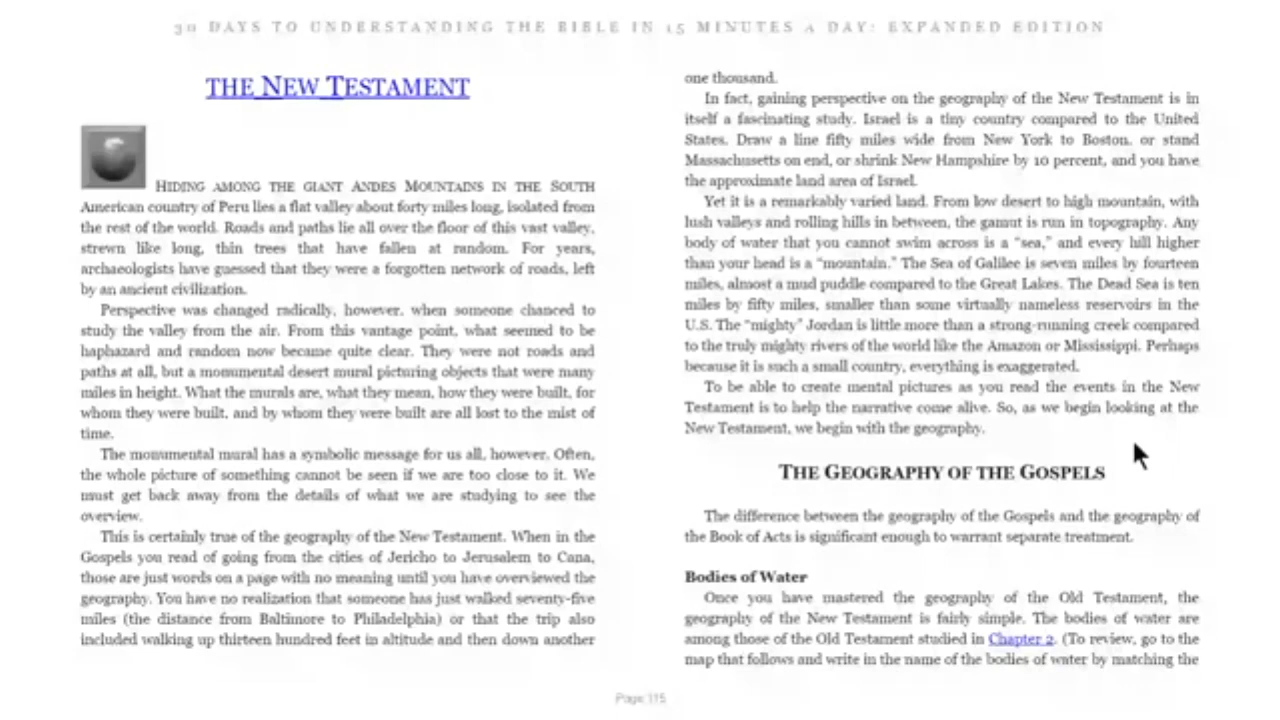 30 DAYS TO UNDERSTANDING THE BIBLE IN 15 MINUTES A DAY: EXPANDED EDITION
THE NEW TESTAMENT
HIDING AMONG THE GIANT ANDES MOUNTAINS IN THE SOUTH
American country of Peru lies a flat valley about forty miles long, isolated from
the rest of the world. Roads and paths lie all over the floor of this vast valley,
strewn like long, thin trees that have fallen at random. For years,
archaeologists have guessed that they were a forgotten network of roads, left
by an ancient civilization.
Perspective was changed radically, however, when someone chanced to
study the valley from the air. From this vantage point, what seemed to be
haphazard and random now became quite clear. They were not roads and
paths at all, but a monumental desert mural picturing objects that were many
miles in height. What the murals are, what they mean, how they were built, for
whom they were built, and by whom they were built are all lost to the mist of
time.
The monumental mural has a symbolic message for us all, however. Often,
the whole picture of something cannot be seen if we are too close to it. We
must get back away from the details of what we are studying to see the
overview.
This is certainly true of the geography of the New Testament. When in the
Gospels you read of going from the cities of Jericho to Jerusalem to Cana,
those are just words on a page with no meaning until you have overviewed the
geography. You have no realization that someone has just walked seventy-five
miles (the distance from Baltimore to Philadelphia) or that the trip also
included walking up thirteen hundred feet in altitude and then down another
one thousand.
In fact, gaining perspective on the geography of the New Testament is in
itself a fascinating study. Israel is a tiny country compared to the United
States. Draw a line fifty miles wide from New York to Boston, or stand
Massachusetts on end, or shrink New Hampshire by 10 percent, and you have
the approximate land area of Israel.
Yet it is a remarkably varied land. From low desert to high mountain, with
lush valleys and rolling hills in between, the gamut is run in topography. Any
body of water that you cannot swim across is a "sea," and every hill higher
than your head is a "mountain." The Sea of Galilee is seven miles by fourteen
miles, almost a mud puddle compared to the Great Lakes. The Dead Sea is ten
miles by fifty miles, smaller than some virtually nameless reservoirs in the
U.S. The "mighty" Jordan is little more than a strong-running creek compared
to the truly mighty rivers of the world like the Amazon or Mississippi. Perhaps
because it is such a small country, everything is exaggerated.
To be able to create mental pictures as you read the events in the New
Testament is to help the narrative come alive. So, as we begin looking at the
New Testament, we begin with the geography.
THE GEOGRAPHY OF THE GOSPELS
The difference between the geography of the Gospels and the geography of
the Book of Acts is significant enough to warrant separate treatment.
Bodies of Water
Once you have mastered the geography of the Old Testament, the
geography of the New Testament is fairly simple. The bodies of water are
among those of the Old Testament studied in Chapter 2. (To review, go to the
map that follows and write in the name of the bodies of water by matching the
Page 115